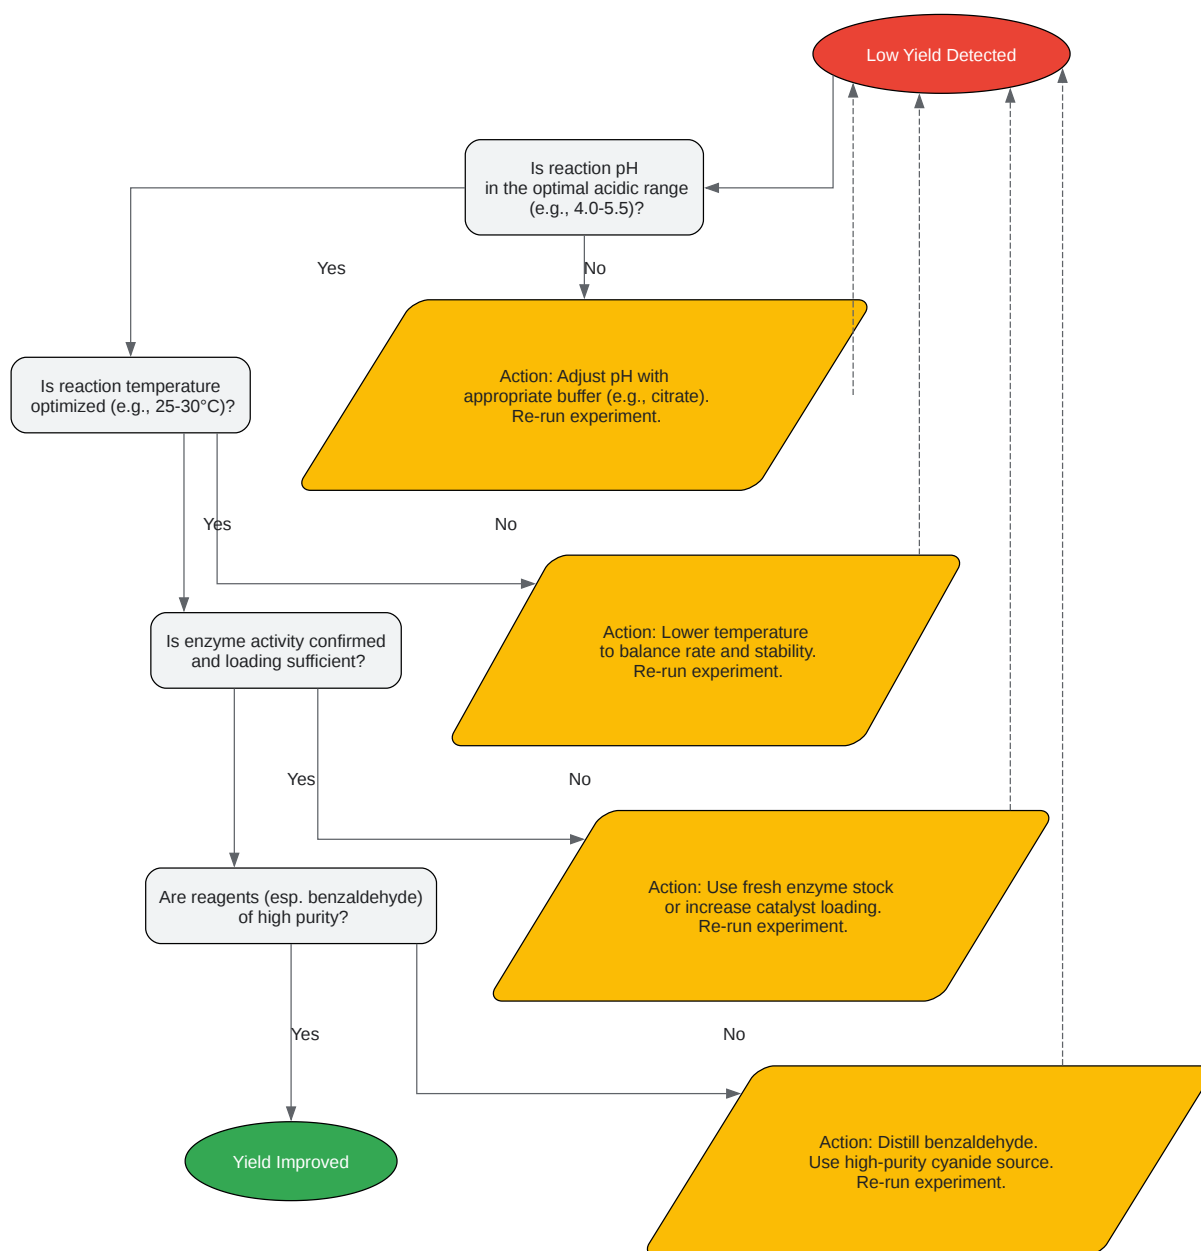 Low Yield Detected
Is reaction pH
in the optimal acidic range
(e.g., 4.0-5.5)?
Yes
No
Action: Adjust pH with
appropriate buffer (e.g., citrate).
Re-run experiment.
Is reaction temperature
optimized (e.g., 25-30°C)?
Yes
No
Action: Lower temperature
to balance rate and stability.
Re-run experiment.
Is enzyme activity confirmed
and loading sufficient?
Yes
No
Action: Use fresh enzyme stock
or increase catalyst loading.
Re-run experiment.
Are reagents (esp. benzaldehyde)
of high purity?
Yes
No
Action: Distill benzaldehyde.
Use high-purity cyanide source.
Re-run experiment.
Yield Improved